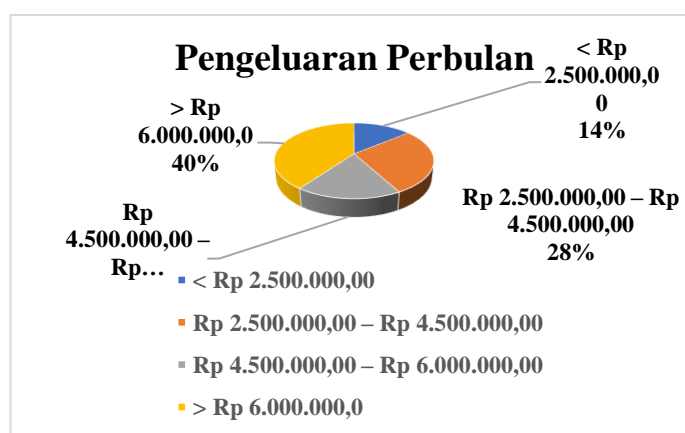 Pengeluaran Perbulan
< Rp
2.500.000,0
0
14%
> Rp
6.000.000,0
40%
Rp 2.500.000,00 – Rp
4.500.000,00
28%
Rp
4.500.000,00 –
Rp…
< Rp 2.500.000,00
Rp 2.500.000,00 – Rp 4.500.000,00
Rp 4.500.000,00 – Rp 6.000.000,00
> Rp 6.000.000,0